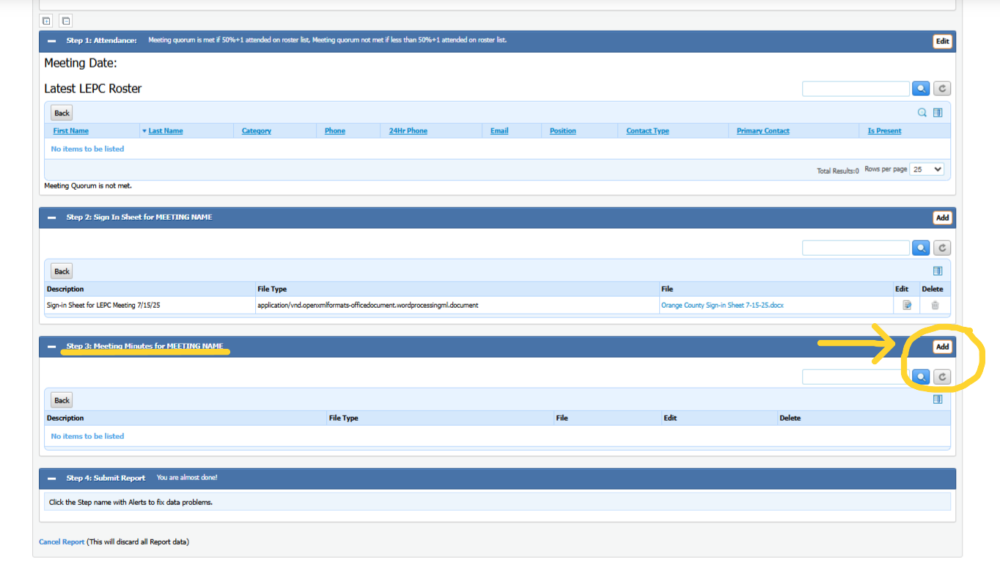 Step 1: Attendance: Meeting quorum is met if 50%+1 attended on roster list, Meeting quorum not met if less than 50%+1 attended on roster list. Edit
Meeting Date:
Latest LEPC Roster
Back
First Name Last Name Category Phone 24Hr Phone Email Position Contact Type Primary Contact Is Present
No items to be listed
Total Results:0 Rows per page 25
Meeting Quorum is not met.
Step 2: Sign In Sheet for MEETING NAME Add
Back
Description File Type File Edit Delete
Sign-in Sheet for LEPC Meeting 7/15/25 application/vnd.openxmlformats-officedocument.wordprocessingml.document Orange County Sign-in Sheet 7-15-25.docx
Step 3: Meeting Minutes for MEETING NAME Add
Back
Description File Type File Edit Delete
No items to be listed
Step 4: Submit Report You are almost done!
Click the Step name with Alerts to fix data problems.
Cancel Report (This will discard all Report data)